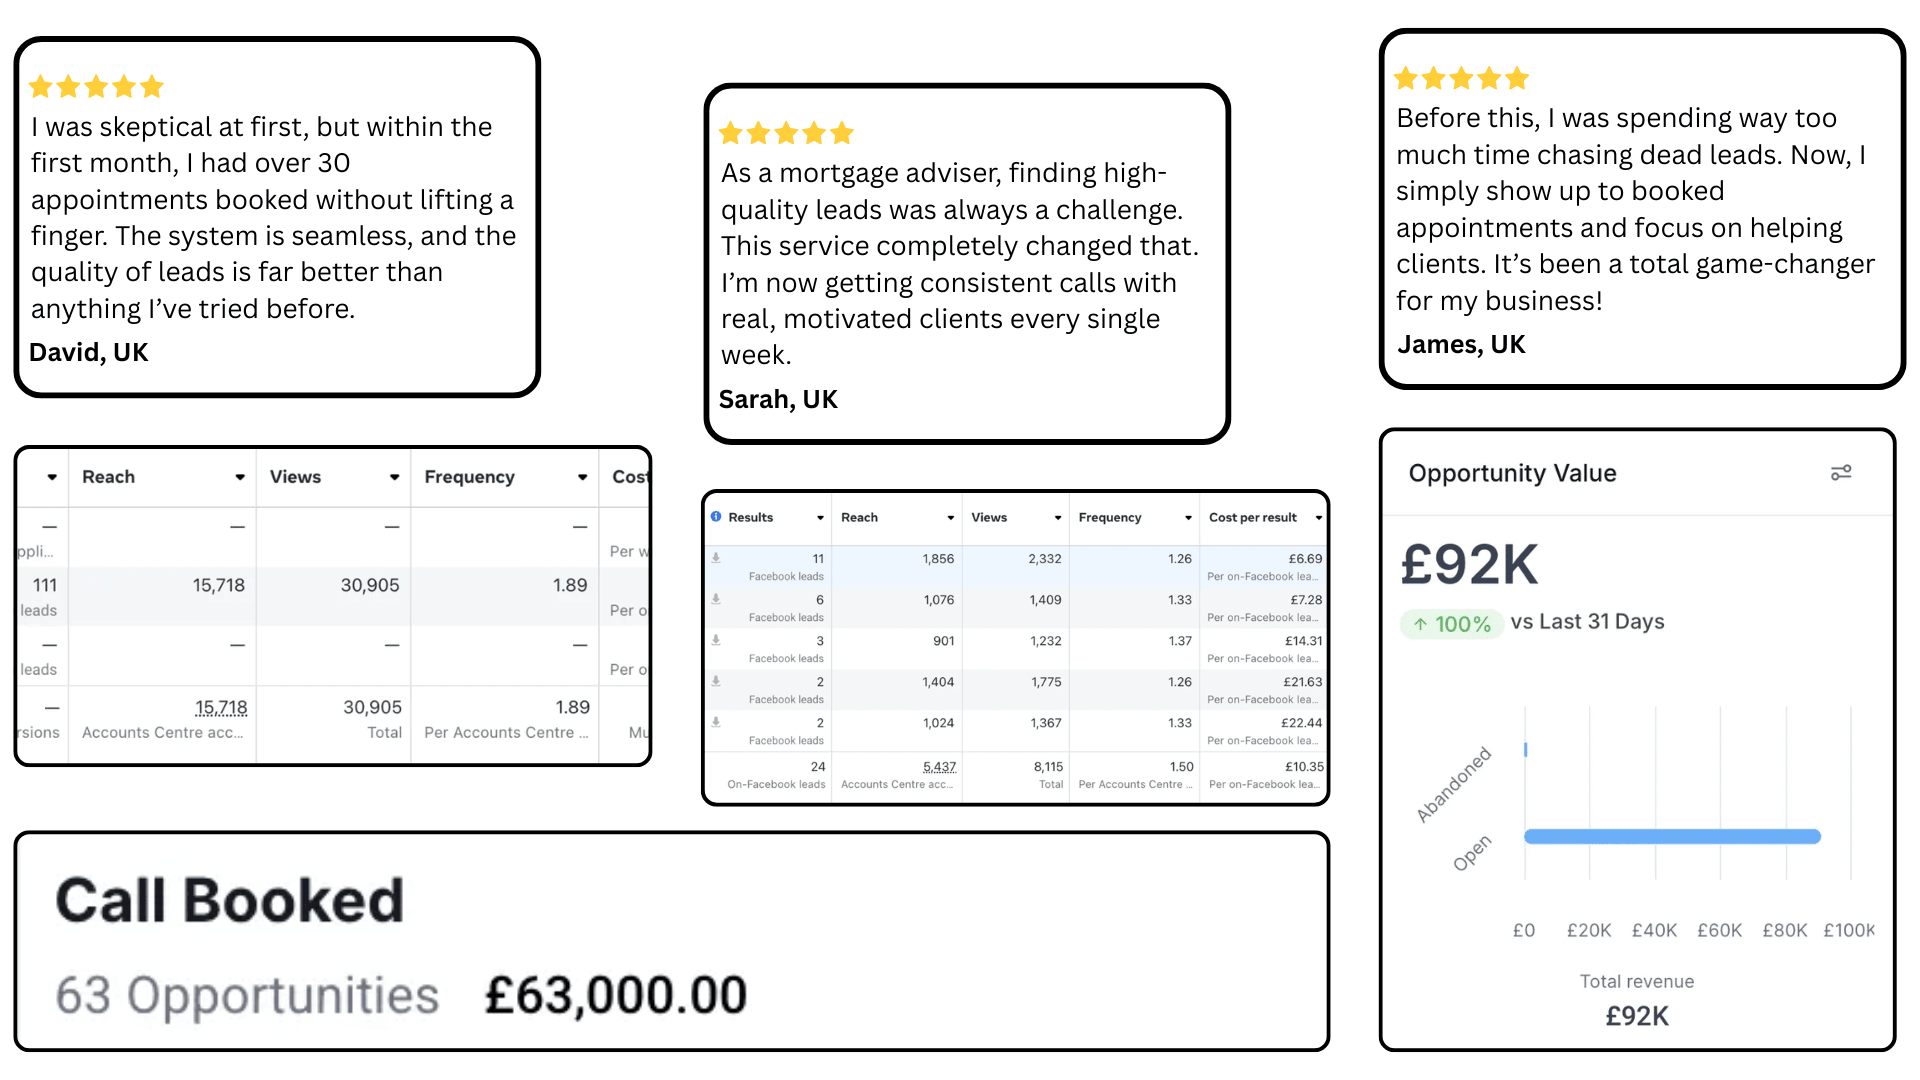 I was skeptical at first, but within the
first month, I had over 30
appointments booked without lifting a
finger. The system is seamless, and the
quality of leads is far better than
anything I’ve tried before.
David, UK
As a mortgage adviser, finding high-
quality leads was always a challenge.
This service completely changed that.
I’m now getting consistent calls with
real, motivated clients every single
week.
Sarah, UK
Before this, I was spending way too
much time chasing dead leads. Now, I
simply show up to booked
appointments and focus on helping
clients. It’s been a total game-changer
for my business!
James, UK
Reach Views Frequency Cost
— — — —
ppli... Per w
111 15,718 30,905 1.89
leads Per o
— — — —
leads Per o
— 15,718 30,905 1.89
rsions Accounts Centre acc... Total Per Accounts Centre ... Mu
Results Reach Views Frequency Cost per result
11 1,856 2,332 1.26 £6.69
Facebook leads Per on-Facebook lea...
6 1,076 1,409 1.33 £7.28
Facebook leads Per on-Facebook lea...
3 901 1,232 1.37 £14.31
Facebook leads Per on-Facebook lea...
2 1,404 1,775 1.26 £21.63
Facebook leads Per on-Facebook lea...
2 1,024 1,367 1.33 £22.44
Facebook leads Per on-Facebook lea...
24 5,437 8,115 1.50 £10.35
On-Facebook leads Accounts Centre acc... Total Per Accounts Centre ... Per on-Facebook lea...
Opportunity Value
£92K
↑ 100% vs Last 31 Days
Abandoned
Open
£0 £20K £40K £60K £80K £100K
Total revenue
£92K
Call Booked
63 Opportunities £63,000.00